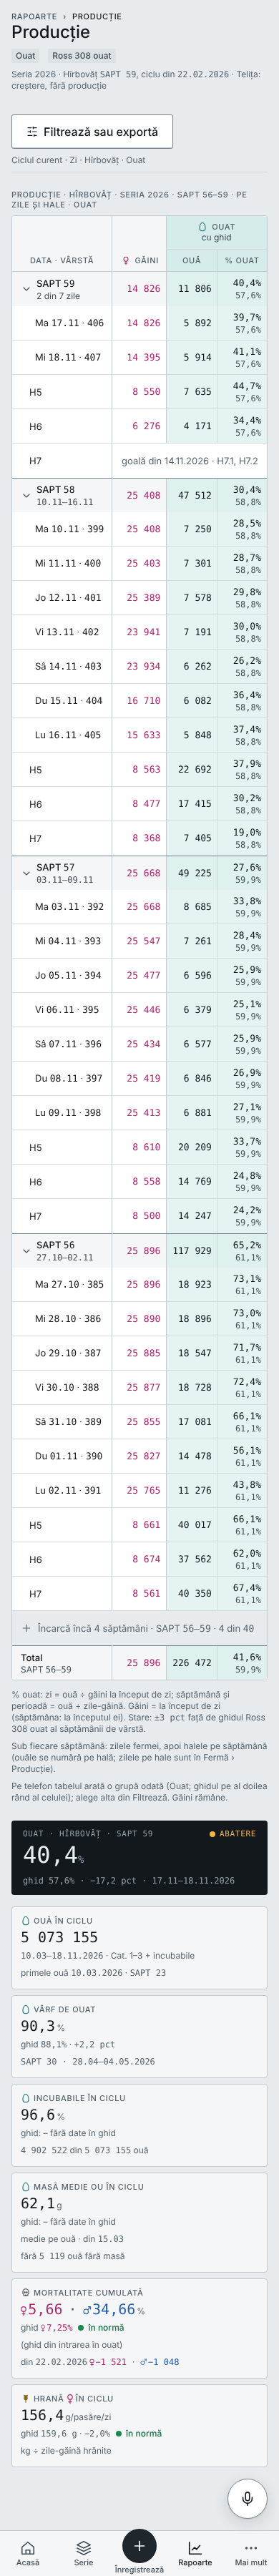 RAPOARTE › PRODUCȚIE
Producție
Ouat Ross 308 ouat
Seria 2026 · Hîrbovăț SAPT 59, ciclu din 22.02.2026 · Telița:
creștere, fără producție
Filtrează sau exportă
Ciclul curent · Zi · Hîrbovăț · Ouat
PRODUCȚIE · HÎRBOVĂȚ · SERIA 2026 · SAPT 56–59 · PE
ZILE ȘI HALE · OUAT
OUAT
cu ghid
DATA · VÂRSTĂ GĂINI OUĂ % OUAT
SAPT 59 14 826 11 806 40,4%
2 din 7 zile 57,6%
Ma 17.11 · 406 14 826 5 892 39,7%
57,6%
Mi 18.11 · 407 14 395 5 914 41,1%
57,6%
H5 8 550 7 635 44,7%
57,6%
H6 6 276 4 171 34,4%
57,6%
H7 goală din 14.11.2026 · H7.1, H7.2
SAPT 58 25 408 47 512 30,4%
10.11–16.11 58,8%
Ma 10.11 · 399 25 408 7 250 28,5%
58,8%
Mi 11.11 · 400 25 403 7 301 28,7%
58,8%
Jo 12.11 · 401 25 389 7 578 29,8%
58,8%
Vi 13.11 · 402 23 941 7 191 30,0%
58,8%
Sâ 14.11 · 403 23 934 6 262 26,2%
58,8%
Du 15.11 · 404 16 710 6 082 36,4%
58,8%
Lu 16.11 · 405 15 633 5 848 37,4%
58,8%
H5 8 563 22 692 37,9%
58,8%
H6 8 477 17 415 30,2%
58,8%
H7 8 368 7 405 19,0%
58,8%
SAPT 57 25 668 49 225 27,6%
03.11–09.11 59,9%
Ma 03.11 · 392 25 668 8 685 33,8%
59,9%
Mi 04.11 · 393 25 547 7 261 28,4%
59,9%
Jo 05.11 · 394 25 477 6 596 25,9%
59,9%
Vi 06.11 · 395 25 446 6 379 25,1%
59,9%
Sâ 07.11 · 396 25 434 6 577 25,9%
59,9%
Du 08.11 · 397 25 419 6 846 26,9%
59,9%
Lu 09.11 · 398 25 413 6 881 27,1%
59,9%
H5 8 610 20 209 33,7%
59,9%
H6 8 558 14 769 24,8%
59,9%
H7 8 500 14 247 24,2%
59,9%
SAPT 56 25 896 117 929 65,2%
27.10–02.11 61,1%
Ma 27.10 · 385 25 896 18 923 73,1%
61,1%
Mi 28.10 · 386 25 890 18 896 73,0%
61,1%
Jo 29.10 · 387 25 885 18 547 71,7%
61,1%
Vi 30.10 · 388 25 877 18 728 72,4%
61,1%
Sâ 31.10 · 389 25 855 17 081 66,1%
61,1%
Du 01.11 · 390 25 827 14 478 56,1%
61,1%
Lu 02.11 · 391 25 765 11 276 43,8%
61,1%
H5 8 661 40 017 66,1%
61,1%
H6 8 674 37 562 62,0%
61,1%
H7 8 561 40 350 67,4%
61,1%
Încarcă încă 4 săptămâni · SAPT 56–59 · 4 din 40
Total 25 896 226 472 41,6%
SAPT 56–59 59,9%
% ouat: zi = ouă ÷ găini la început de zi; săptămână și
perioadă = ouă ÷ zile-găină. Găini = la început de zi
(săptămâna: la începutul ei). Stare: ±3 pct față de ghidul Ross
308 ouat al săptămânii de vârstă.
Sub fiecare săptămână: zilele fermei, apoi halele pe săptămână
(ouăle se numără pe hală; zilele pe hale sunt în Fermă ›
Producție).
Pe telefon tabelul arată o grupă odată (Ouat; ghidul pe al doilea
rând al celulei); alege alta din Filtrează. Găini rămâne.
OUAT · HÎRBOVĂȚ · SAPT 59 ABATERE
40,4%
ghid 57,6% · −17,2 pct · 17.11–18.11.2026
OUĂ ÎN CICLU
5 073 155
10.03–18.11.2026 · Cat. 1–3 + incubabile
primele ouă 10.03.2026 · SAPT 23
VÂRF DE OUAT
90,3%
ghid 88,1% · +2,2 pct
SAPT 30 · 28.04–04.05.2026
INCUBABILE ÎN CICLU
96,6%
ghid: – fără date în ghid
4 902 522 din 5 073 155 ouă
MASĂ MEDIE OU ÎN CICLU
62,1g
ghid: – fără date în ghid
medie pe ouă · din 15.03
fără 5 119 ouă fără masă
MORTALITATE CUMULATĂ
♀5,66 · ♂34,66%
ghid ♀7,25% în normă
(ghid din intrarea în ouat)
din 22.02.2026 ♀−1 521 · ♂−1 048
HRANĂ ♀ ÎN CICLU
156,4g/pasăre/zi
ghid 159,6 g · −2,0% în normă
kg ÷ zile-găină hrănite
Acasă Serie Înregistrează Rapoarte Mai mult